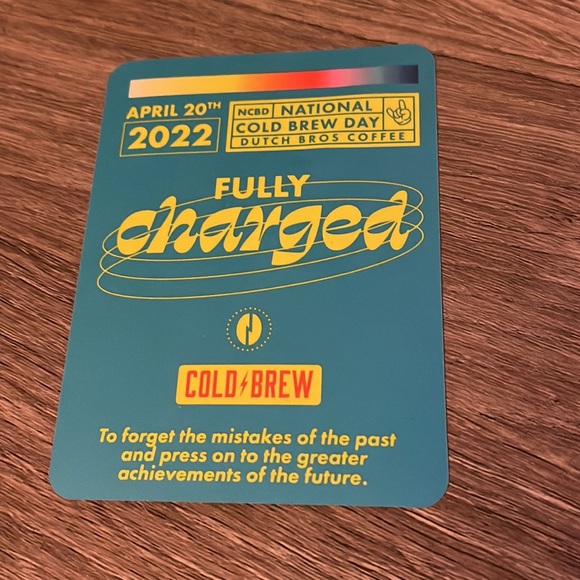 APRIL 20TH
2022
NCBD NATIONAL
COLD BREW DAY
DUTCH BROS COFFEE
FULLY
charged
COLD BREW
To forget the mistakes of the past
and press on to the greater
achievements of the future.